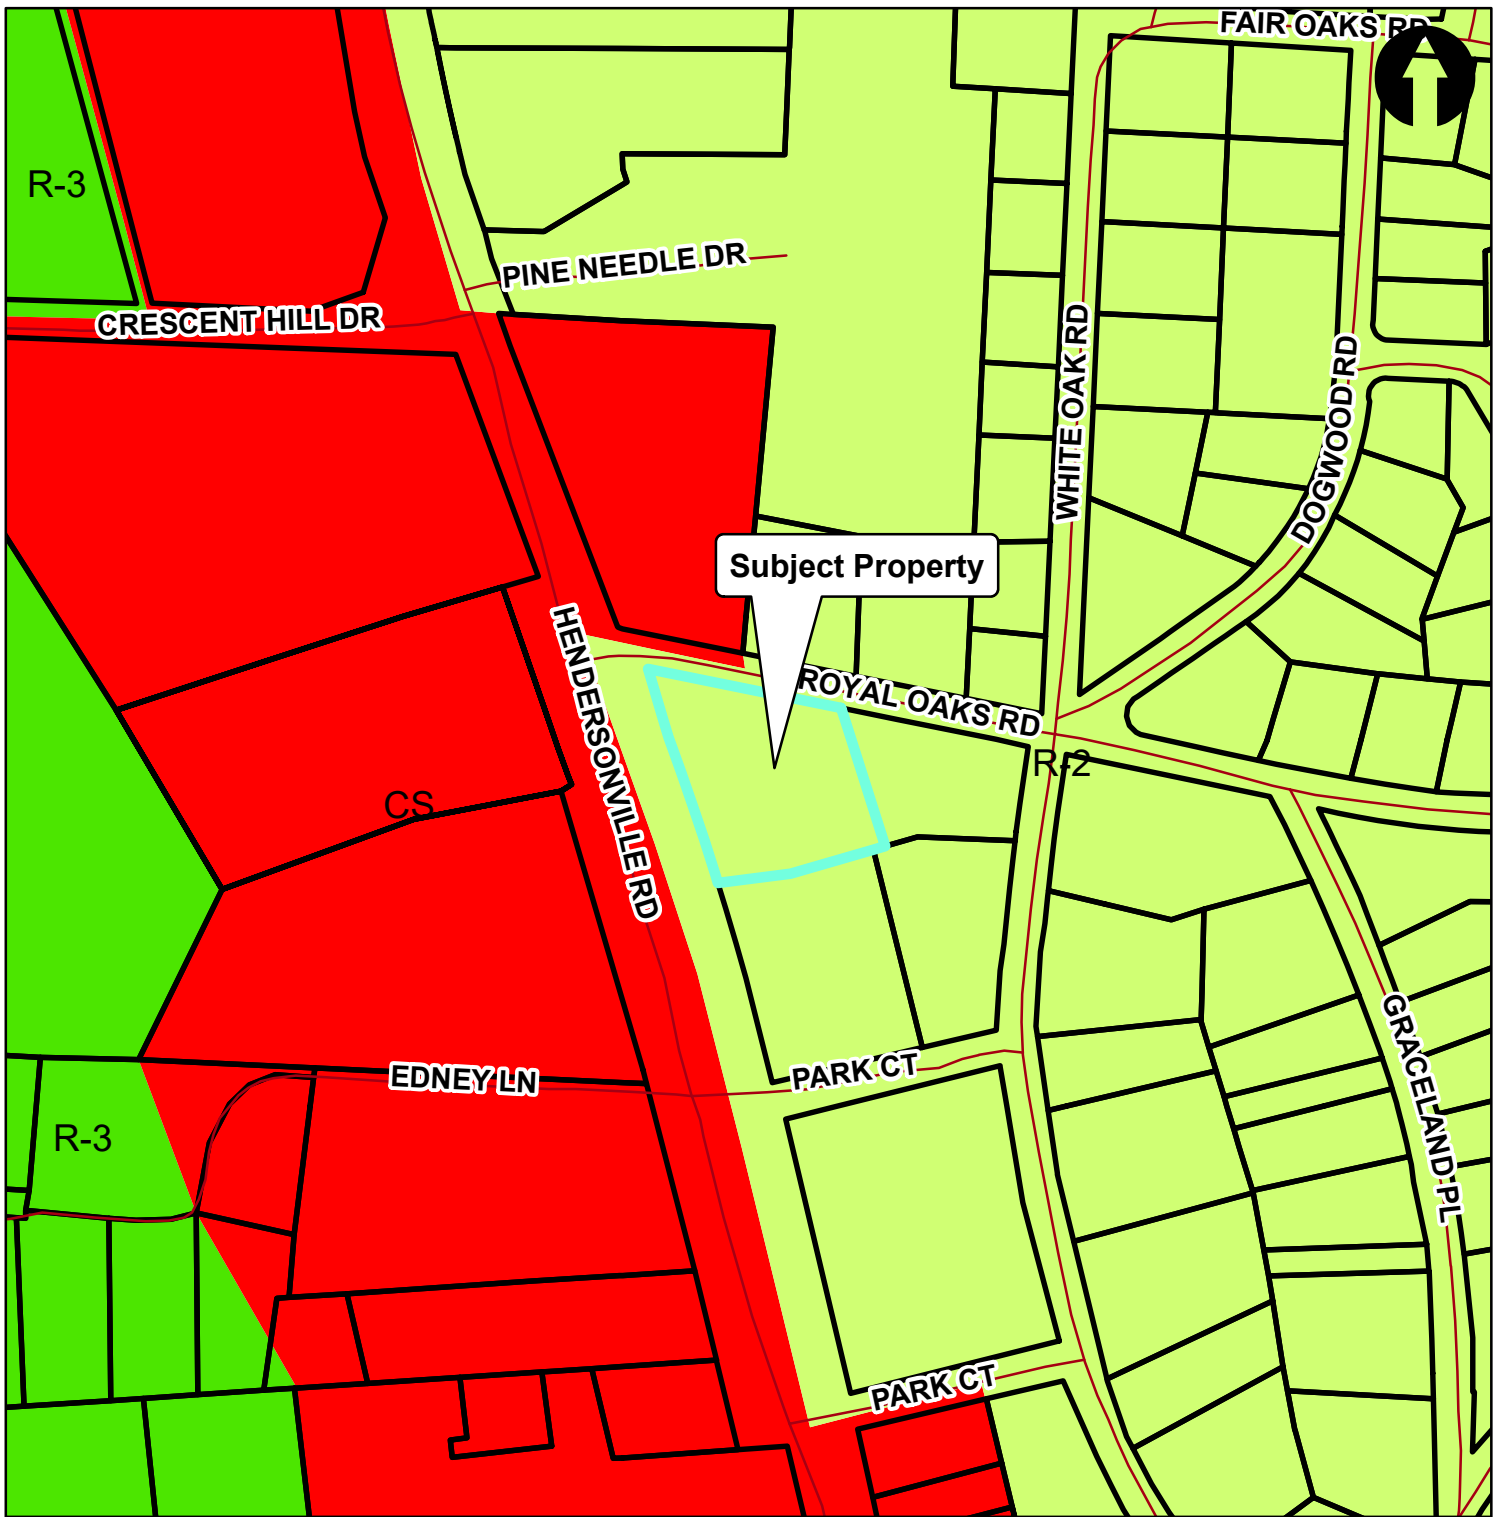 FAIR OAKS RD
R-3
PINE NEEDLE DR
CRESCENT HILL DR
WHITE OAK RD
DOGWOOD RD
Subject Property
HENDERSONVILLE RD
ROYAL OAKS RD
R-2
CS
GRACELAND PL
PARK CT
EDNEY LN
R-3
PARK CT